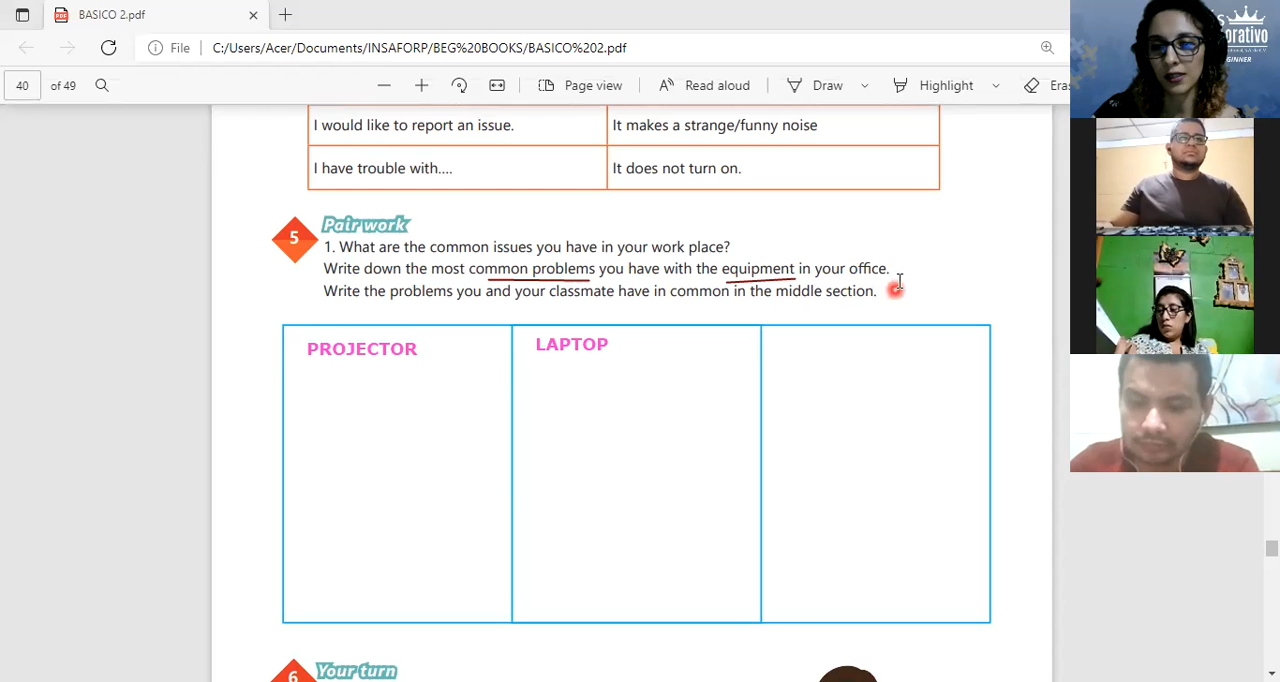 BASICO 2.pdf
File C:/Users/Acer/Documents/INSAFORP/BEG%20BOOKS/BASICO%202.pdf
40 of 49 Page view Read aloud Draw Highlight Eras
orativo
GINNER
I would like to report an issue. It makes a strange/funny noise
I have trouble with.... It does not turn on.
5 Pair work
1. What are the common issues you have in your work place?
Write down the most common problems you have with the equipment in your office.
Write the problems you and your classmate have in common in the middle section.
PROJECTOR LAPTOP
6 Your turn